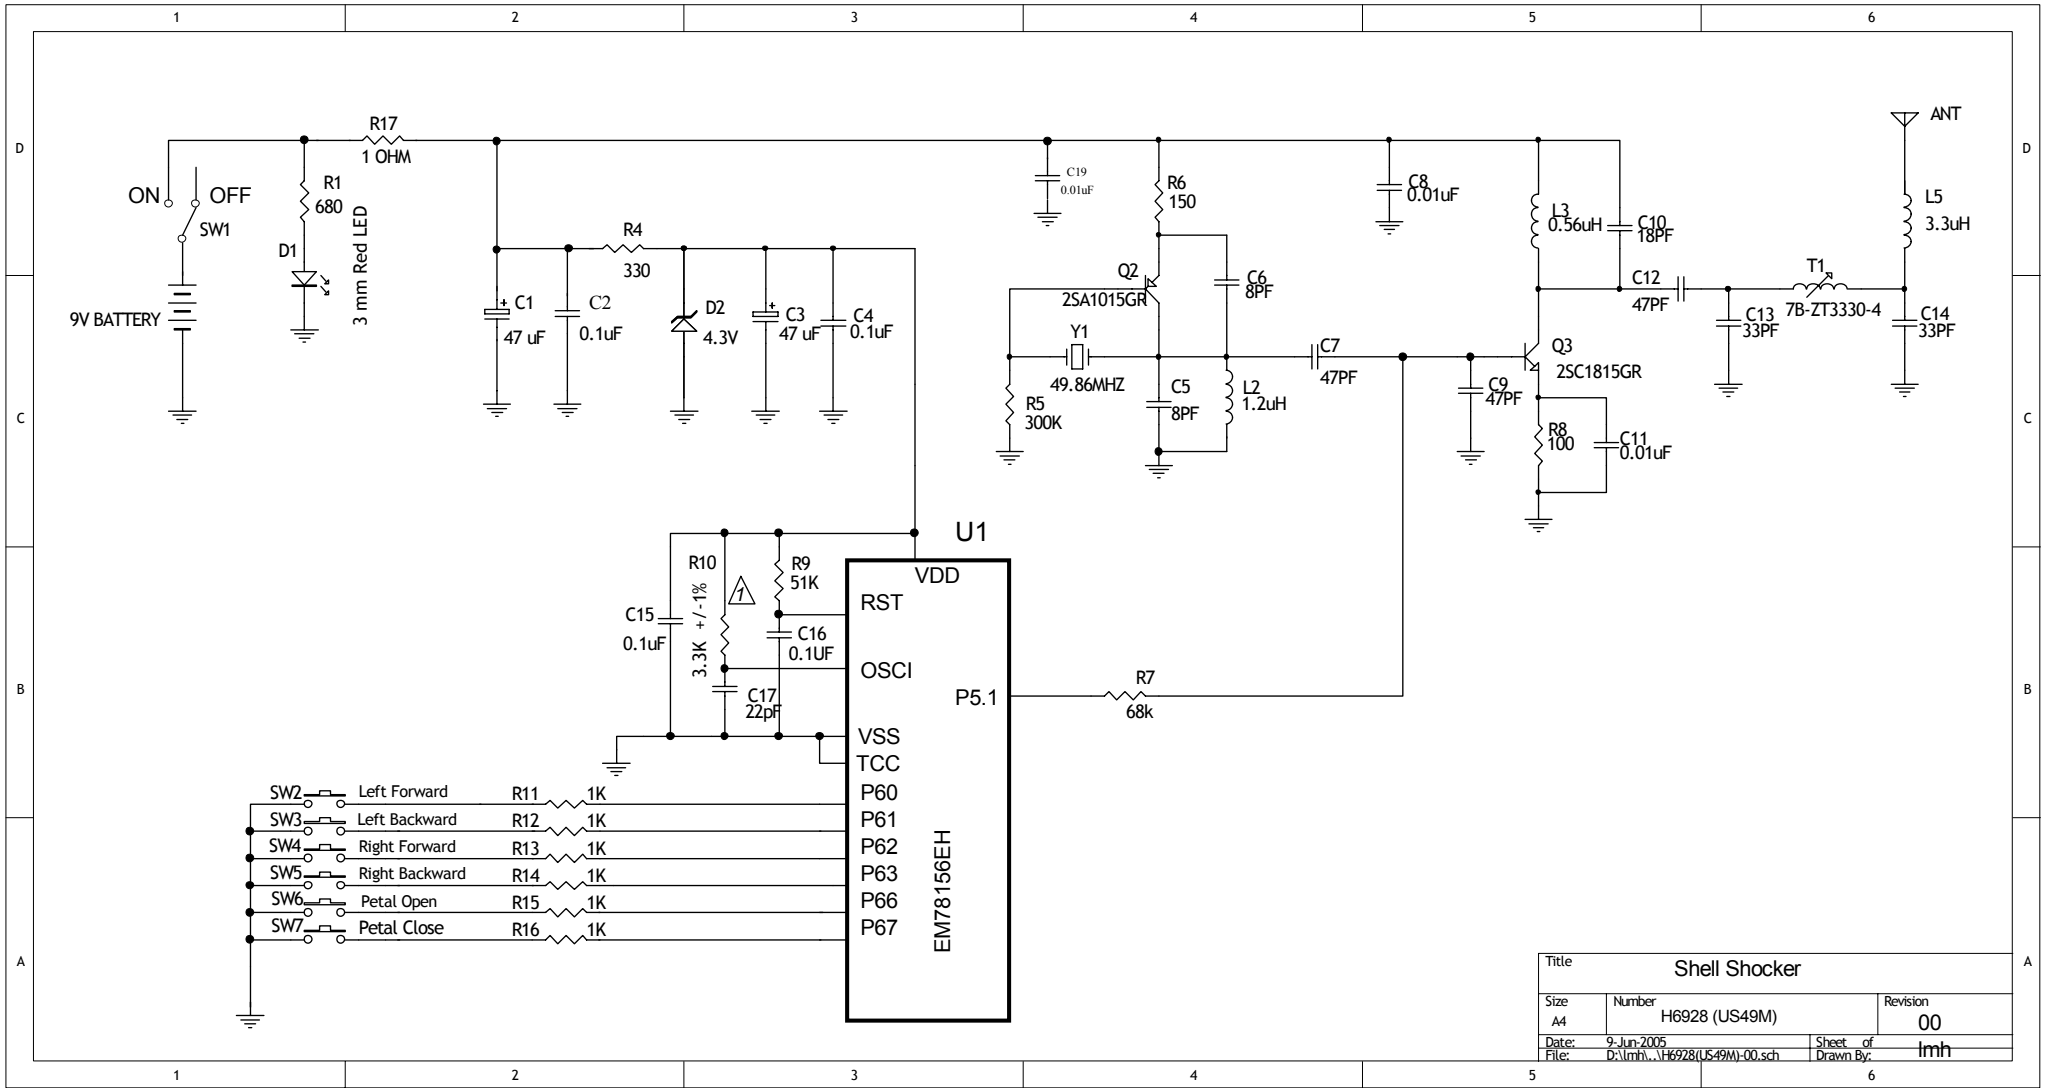 1 2 3 4 5 6
D
D
C
C
B
B
A
A
ON
OFF
SW1
9V BATTERY
R17
1 OHM
R1
680
D1
3 mm Red LED
R4
330
C1
+
47 uF
C2
0.1uF
D2
4.3V
C3
+
47 uF
C4
0.1uF
C19
0.01uF
R6
150
Q2
2SA1015GR
C6
8PF
Y1
49.86MHZ
R5
300K
C5
8PF
L2
1.2uH
C7
47PF
C8
0.01uF
L3
0.56uH
C10
18PF
C12
47PF
Q3
2SC1815GR
C9
47PF
R8
100
C11
0.01uF
T1
7B-ZT3330-4
C13
33PF
C14
33PF
L5
3.3uH
ANT
U1
VDD
RST
OSCI
P5.1
VSS
TCC
P60
P61
P62
P63
P66
P67
EM78156EH
R10
3.3K +/-1%
1
R9
51K
C15
0.1uF
C16
0.1UF
C17
22pF
R7
68k
SW2 Left Forward R11 1K
SW3 Left Backward R12 1K
SW4 Right Forward R13 1K
SW5 Right Backward R14 1K
SW6 Petal Open R15 1K
SW7 Petal Close R16 1K
Title
Shell Shocker
Size
A4
Number
H6928 (US49M)
Revision
00
Date: 9-Jun-2005 Sheet of
File: D:\lmh\..\H6928(US49M)-00.sch Drawn By: lmh
1 2 3 4 5 6